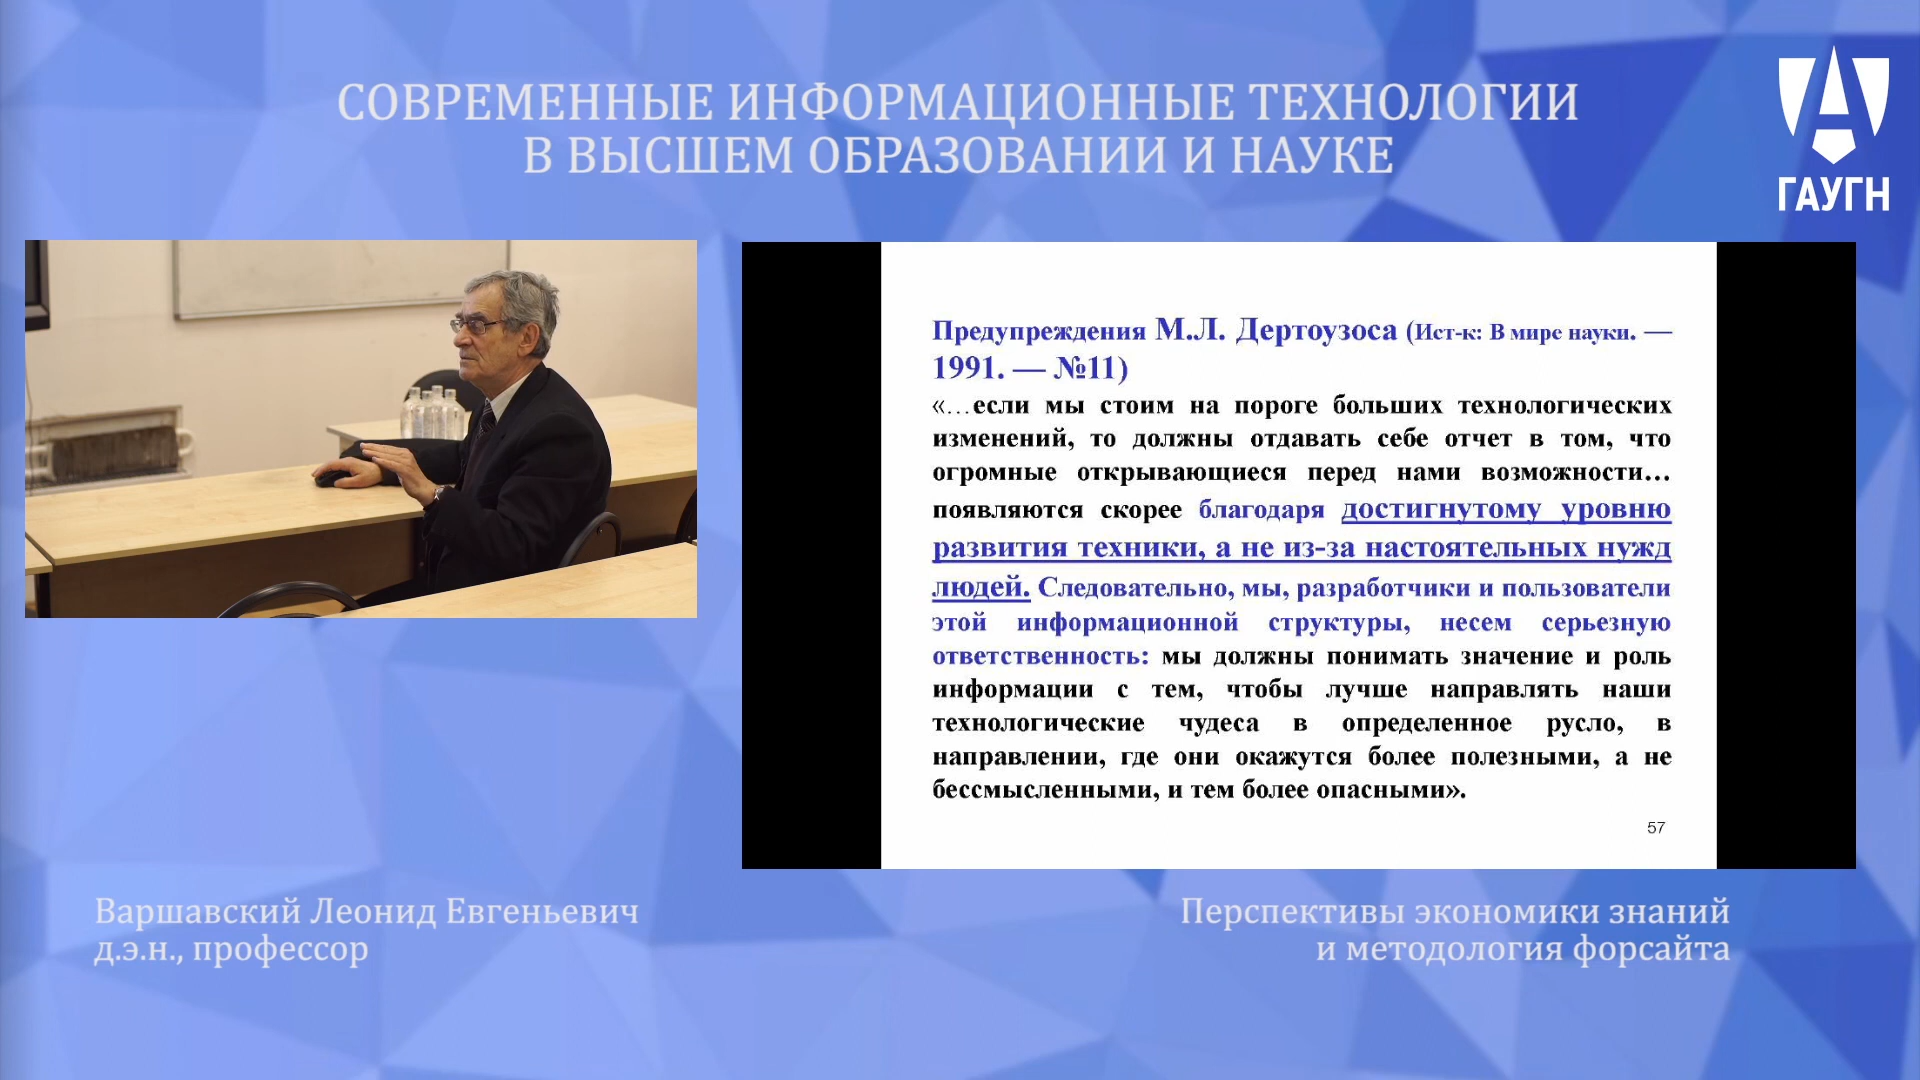 СОВРЕМЕННЫЕ ИНФОРМАЦИОННЫЕ ТЕХНОЛОГИИ
В ВЫСШЕМ ОБРАЗОВАНИИ И НАУКЕ
ГАУГН
Предупреждения М.Л. Дертоузоса (Ист-к: В мире науки. —
1991. — №11)
«…если мы стоим на пороге больших технологических
изменений, то должны отдавать себе отчет в том, что
огромные открывающиеся перед нами возможности…
появляются скорее благодаря достигнутому уровню
развития техники, а не из-за настоятельных нужд
людей. Следовательно, мы, разработчики и пользователи
этой информационной структуры, несем серьезную
ответственность: мы должны понимать значение и роль
информации с тем, чтобы лучше направлять наши
технологические чудеса в определенное русло, в
направлении, где они окажутся более полезными, а не
бессмысленными, и тем более опасными».
57
Варшавский Леонид Евгеньевич
д.э.н., профессор
Перспективы экономики знаний
и методология форсайта